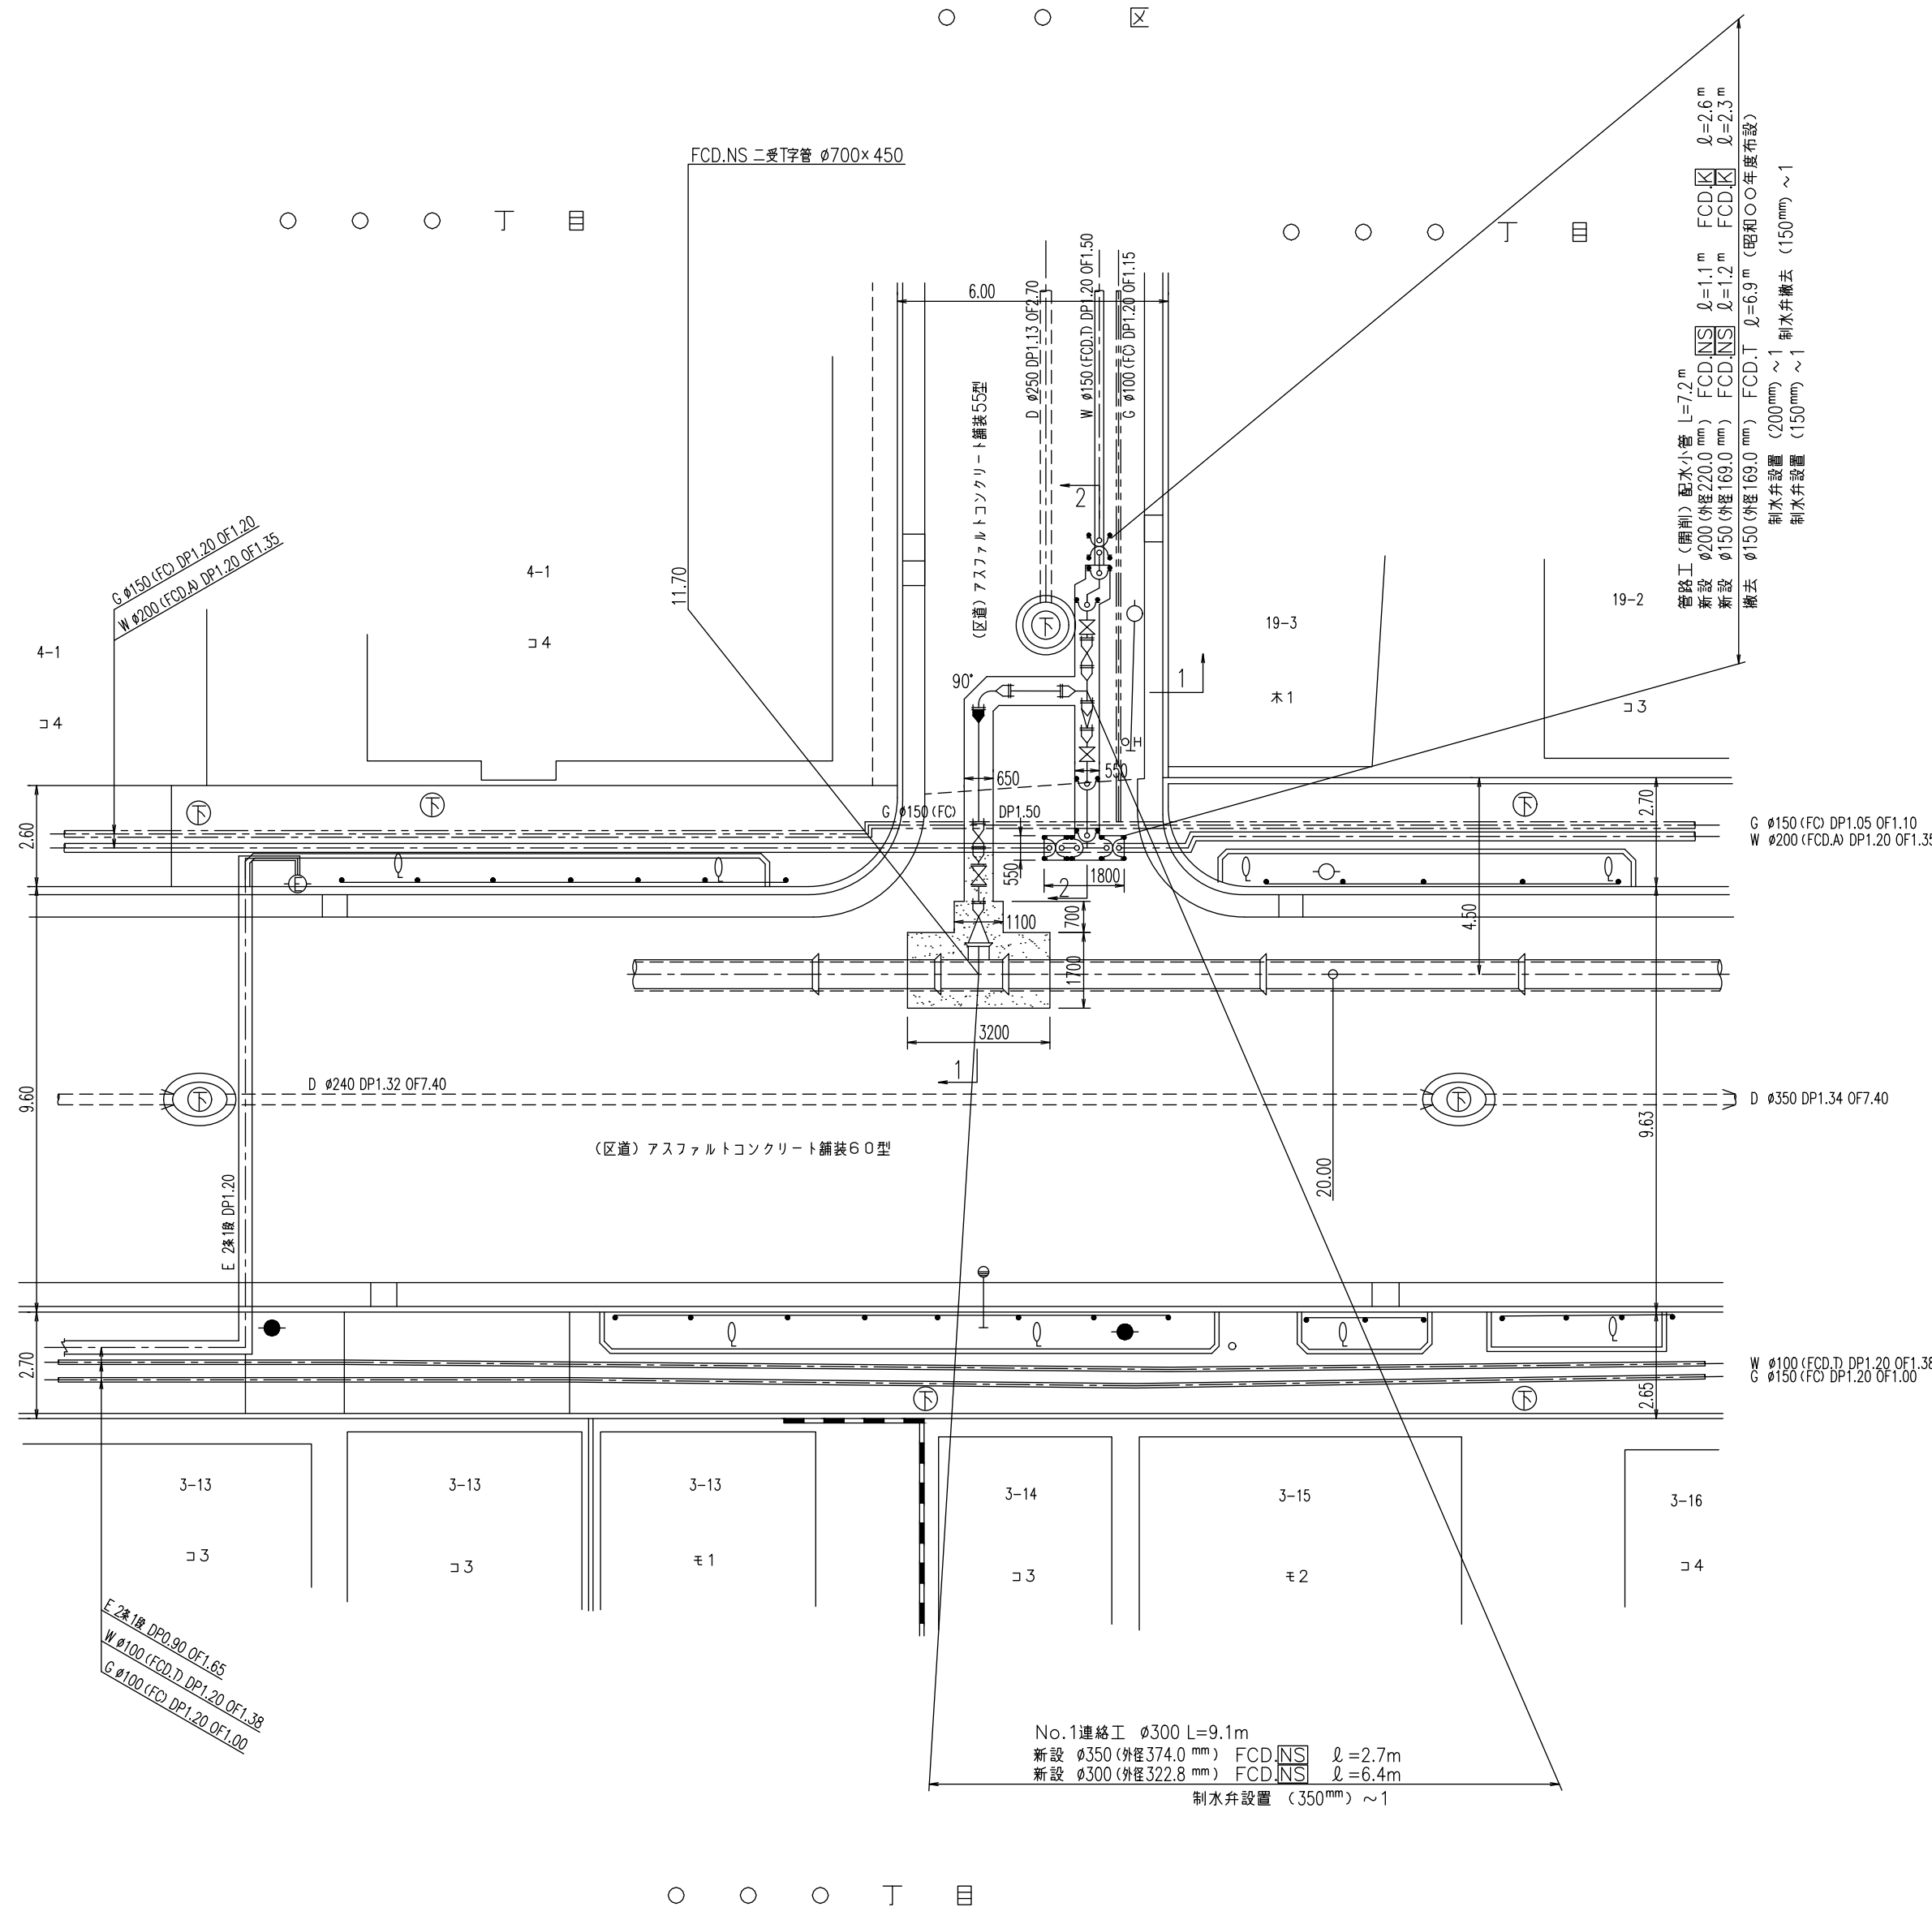 ○ ○ 区
FCD.NS 二受T字管 φ700×450
○ ○ ○ 丁 目
○ ○ ○ 丁 目
管路工（開削）配水小管 L=7.2m
新設 φ200（外径220.0mm） FCD.NS ℓ=1.1m FCD.K ℓ=2.6m
新設 φ150（外径169.0mm） FCD.NS ℓ=1.2m FCD.K ℓ=2.3m
撤去 φ150（外径169.0mm） FCD.T ℓ=6.9m（昭和○○年度布設）
制水弁設置 （200mm）～1
制水弁撤去 （150mm）～1
制水弁設置 （150mm）～1
6.00
D φ250 DP1.13 OF2.70
W φ150（FCD.T）DP1.20 OF1.50
G φ100（FC）DP1.20 OF1.15
（区道）アスファルトコンクリート舗装55型
2
11.70
G φ150（FC）DP1.20 OF1.20
W φ200（FCD.A）DP1.20 OF1.35
4-1
コ4
4-1
コ4
下
19-3
木1
19-2
コ3
90°
1
H
650
550
下
下
下
G φ150（FC） DP1.50
2.60
2.70
G φ150（FC）DP1.05 OF1.10
W φ200（FCD.A）DP1.20 OF1.35
E
550
1800
2
1100
700
4.50
1700
3200
1
D φ240 DP1.32 OF7.40
下
下
D φ350 DP1.34 OF7.40
9.60
9.63
（区道）アスファルトコンクリート舗装60型
E 2条1段 DP1.20
20.00
2.70
W φ100（FCD.T）DP1.20 OF1.38
G φ150（FC）DP1.20 OF1.00
2.65
下
下
3-13
コ3
3-13
コ3
3-13
モ1
3-14
コ3
3-15
モ2
3-16
コ4
E 2条1段 DP0.90 OF1.65
W φ100（FCD.T）DP1.20 OF1.38
G φ100（FC）DP1.20 OF1.00
No.1連絡工 φ300 L=9.1m
新設 φ350（外径374.0 mm） FCD.NS ℓ=2.7m
新設 φ300（外径322.8 mm） FCD.NS ℓ=6.4m
制水弁設置 （350mm）～1
○ ○ ○ 丁 目